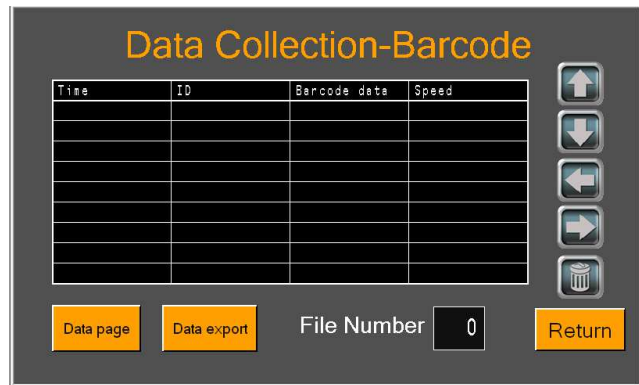 Data Collection-Barcode
Time ID Barcode data Speed
Data page Data export File Number 0 Return